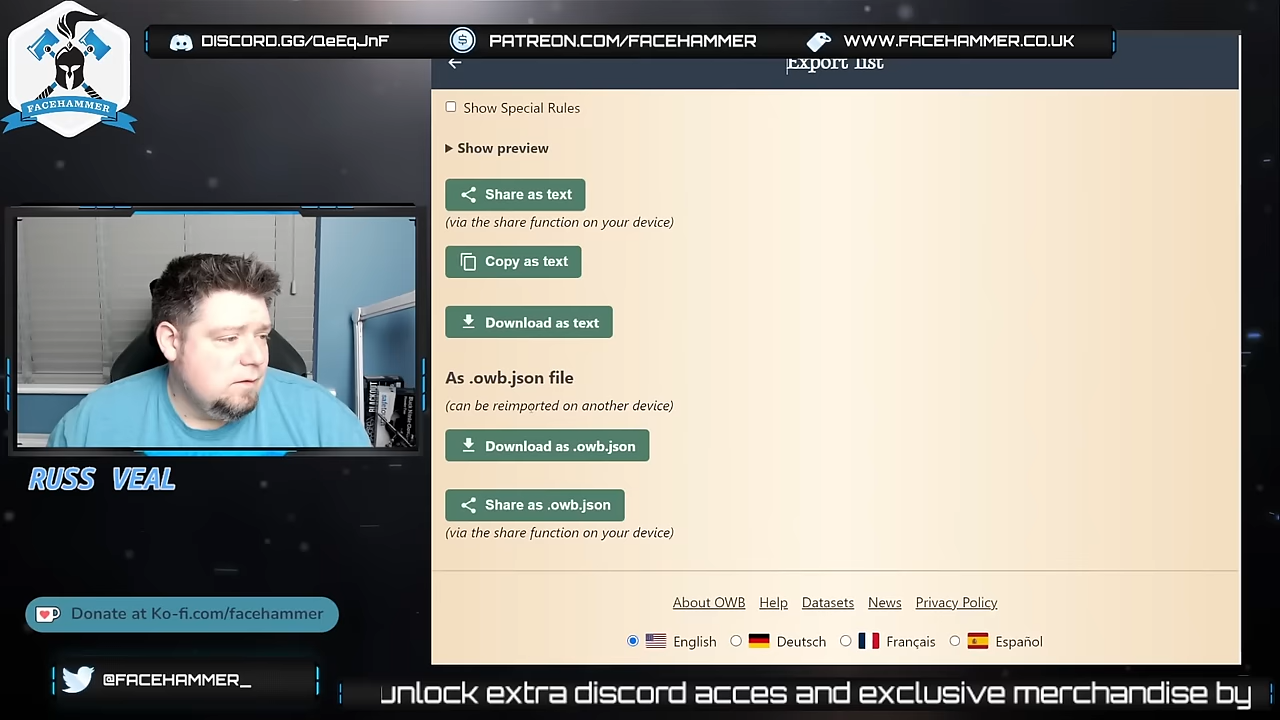 DISCORD.GG/QeEqJnF
PATREON.COM/FACEHAMMER
WWW.FACEHAMMER.CO.UK
FACEHAMMER
Export list
Show Special Rules
Show preview
Share as text
(via the share function on your device)
Copy as text
Download as text
As .owb.json file
(can be reimported on another device)
Download as .owb.json
Share as .owb.json
(via the share function on your device)
About OWB Help Datasets News Privacy Policy
English Deutsch Français Español
RUSS VEAL
Donate at Ko-fi.com/facehammer
@FACEHAMMER_
unlock extra discord acces and exclusive merchandise by